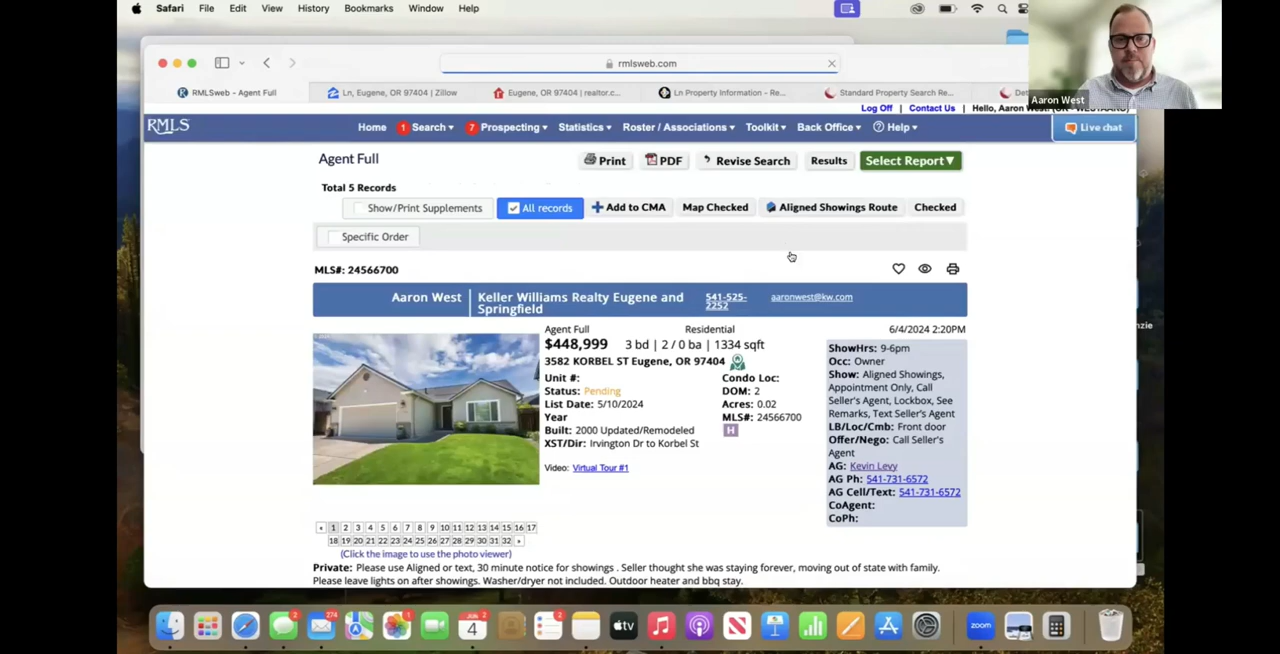 Safari File Edit View History Bookmarks Window Help
rmlsweb.com
RMLSweb - Agent Full
Ln, Eugene, OR 97404 | Zillow
Eugene, OR 97404 | realtor.c...
Ln Property Information - Re...
Standard Property Search Re...
Aaron West
Log Off | Contact Us | Hello, Aaron
RMLS
Home 1 Search Prospecting 7 Statistics Roster / Associations Toolkit Back Office Help
Live chat
Agent Full
Print PDF Revise Search Results Select Report▼
Total 5 Records
Show/Print Supplements All records Add to CMA Map Checked Aligned Showings Route Checked
Specific Order
MLS#: 24566700
Aaron West
Keller Williams Realty Eugene and
Springfield
541-525-
2252
aaronwest@kw.com
Agent Full Residential 6/4/2024 2:20PM
$448,999 3 bd | 2 / 0 ba | 1334 sqft
3582 KORBEL ST Eugene, OR 97404
Unit #: Condo Loc:
Status: Pending DOM: 2
List Date: 5/10/2024 Acres: 0.02
Year MLS#: 24566700
Built: 2000 Updated/Remodeled H
XST/Dir: Irvington Dr to Korbel St
Video: Virtual Tour #1
ShowHrs: 9-6pm
Occ: Owner
Show: Aligned Showings,
Appointment Only, Call
Seller's Agent, Lockbox, See
Remarks, Text Seller's Agent
LB/Loc/Cmb: Front door
Offer/Nego: Call Seller's
Agent
AG: Kevin Levy
AG Ph: 541-731-6572
AG Cell/Text: 541-731-6572
CoAgent:
CoPh:
« 1 2 3 4 5 6 7 8 9 10 11 12 13 14 15 16 17
18 19 20 21 22 23 24 25 26 27 28 29 30 31 32 »
(Click the image to use the photo viewer)
Private: Please use Aligned or text, 30 minute notice for showings . Seller thought she was staying forever, moving out of state with family.
Please leave lights on after showings. Washer/dryer not included. Outdoor heater and bbq stay.
nzie
2 274 1 JUN 4 2 2 tv zoom